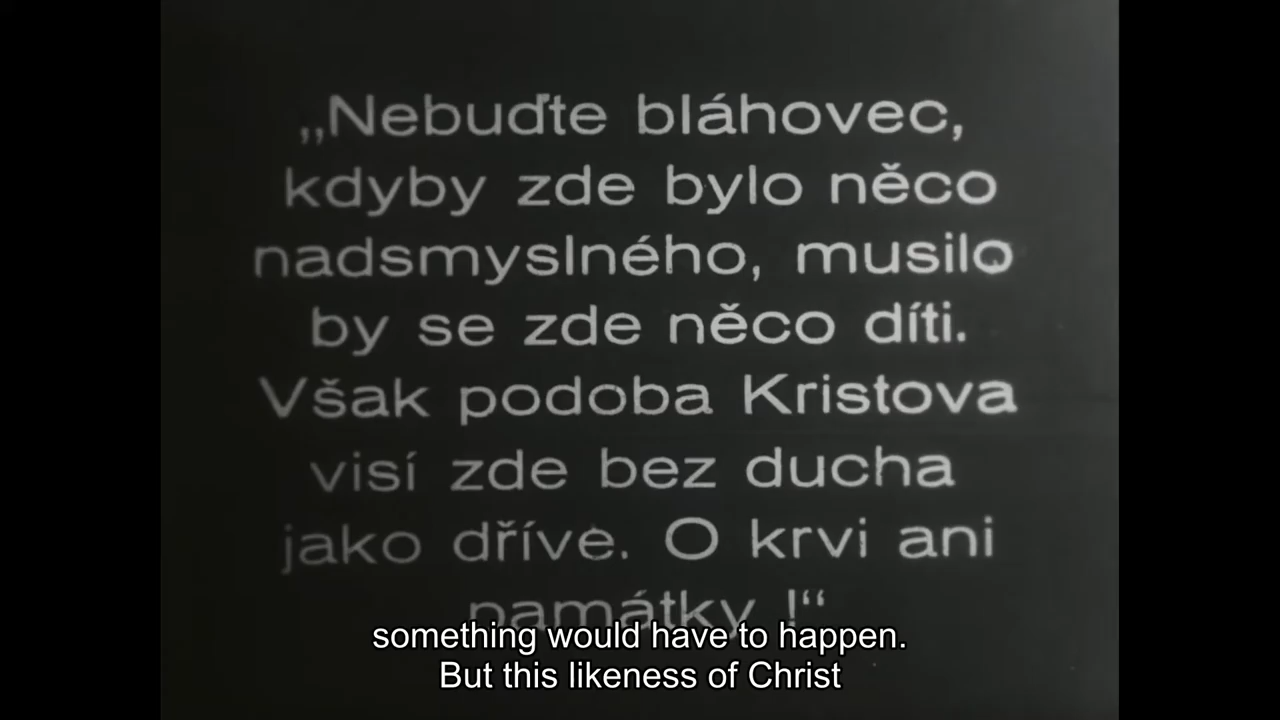 „Nebuďte bláhovec,
kdyby zde bylo něco
nadsmyslného, musilo
by se zde něco díti.
Však podoba Kristova
visí zde bez ducha
jako dříve. O krvi ani
památky !“
something would have to happen.
But this likeness of Christ